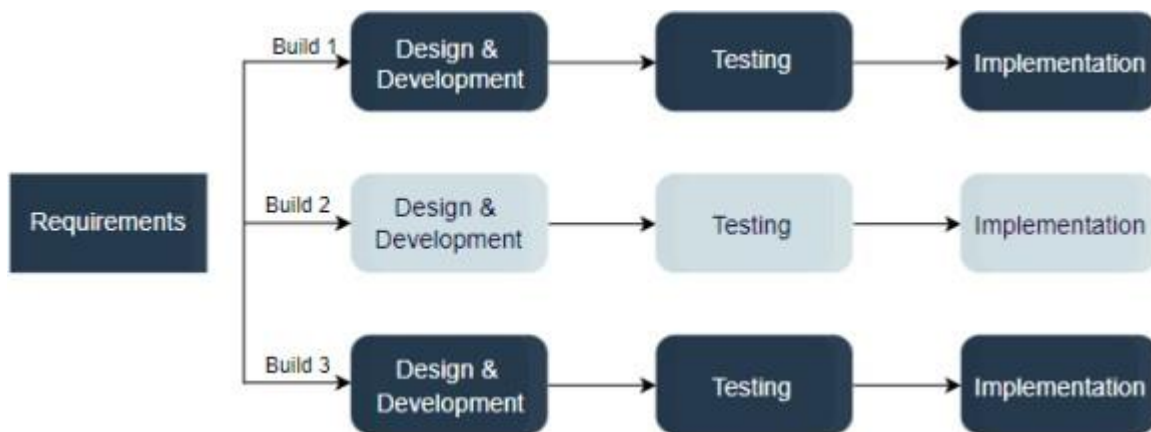 Build 1
Design &
Development
Testing
Implementation
Requirements
Build 2
Design &
Development
Testing
Implementation
Build 3
Design &
Development
Testing
Implementation